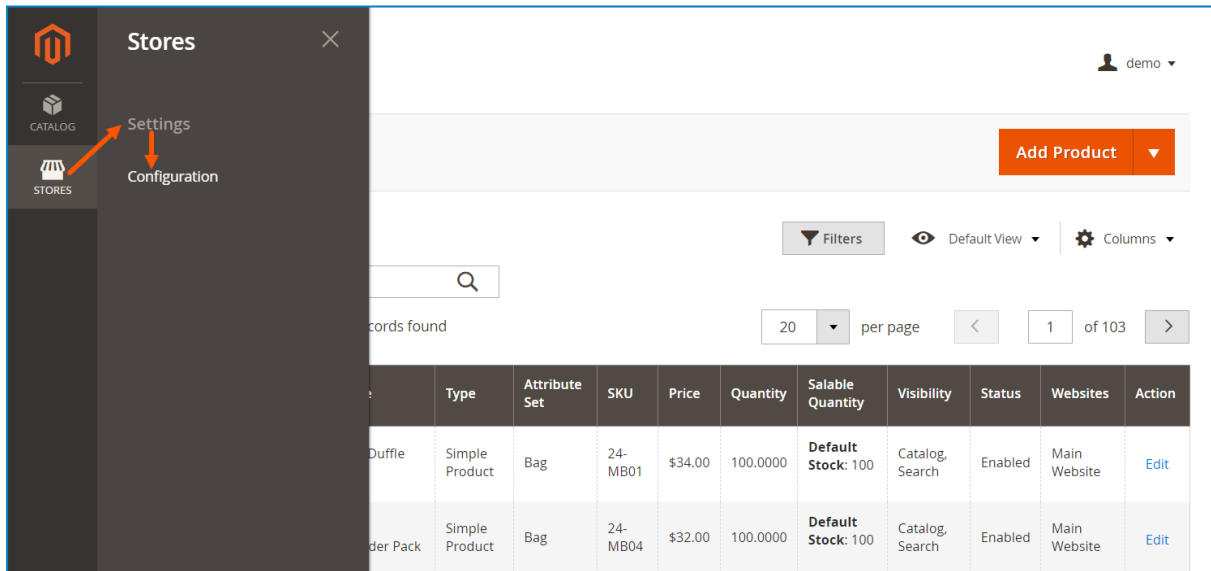 Stores
demo
CATALOG
Settings
Add Product
STORES
Configuration
Filters
Default View
Columns
cords found
20
per page
1
of 103
Type
Attribute
Set
SKU
Price
Quantity
Salable
Quantity
Visibility
Status
Websites
Action
Duffle
Simple
Product
Bag
24-
MB01
$34.00
100.0000
Default
Stock: 100
Catalog,
Search
Enabled
Main
Website
Edit
der Pack
Simple
Product
Bag
24-
MB04
$32.00
100.0000
Default
Stock: 100
Catalog,
Search
Enabled
Main
Website
Edit